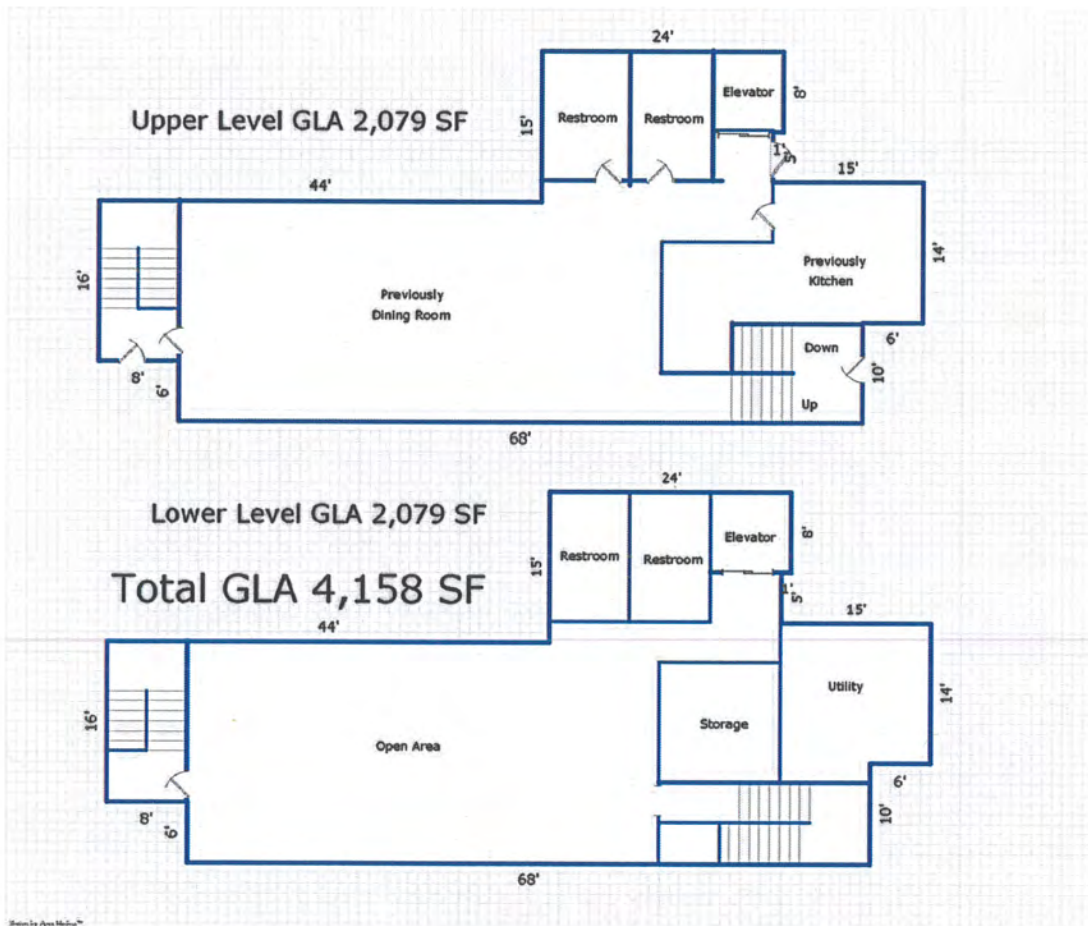 24'
Upper Level GLA 2,079 SF
15'
Restroom
Restroom
Elevator
8'
1'
5'
15'
44'
16'
Previously
Dining Room
Previously
Kitchen
14'
8'
6'
Down
6'
10'
Up
68'
24'
Lower Level GLA 2,079 SF
15'
Restroom
Restroom
Elevator
8'
Total GLA 4,158 SF
1'
5'
15'
44'
16'
Open Area
Storage
Utility
14'
8'
6'
6'
10'
68'